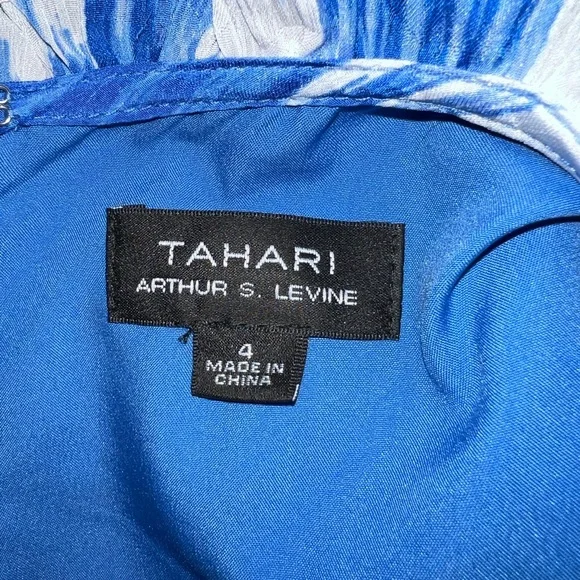 TAHARI
ARTHUR S. LEVINE
4
MADE IN
CHINA